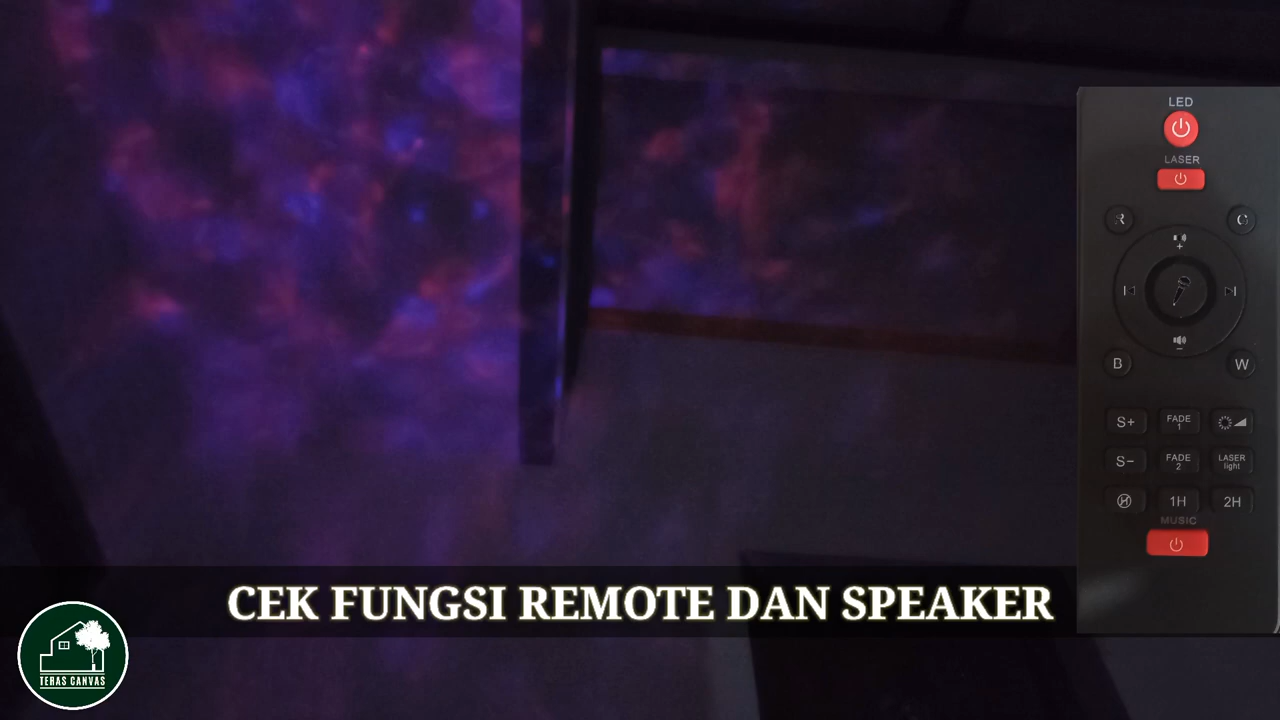 LED
LASER
R
B
W
S+
FADE
1
S-
FADE
2
LASER
light
1H
2H
MUSIC
CEK FUNGSI REMOTE DAN SPEAKER
TERAS CANVAS